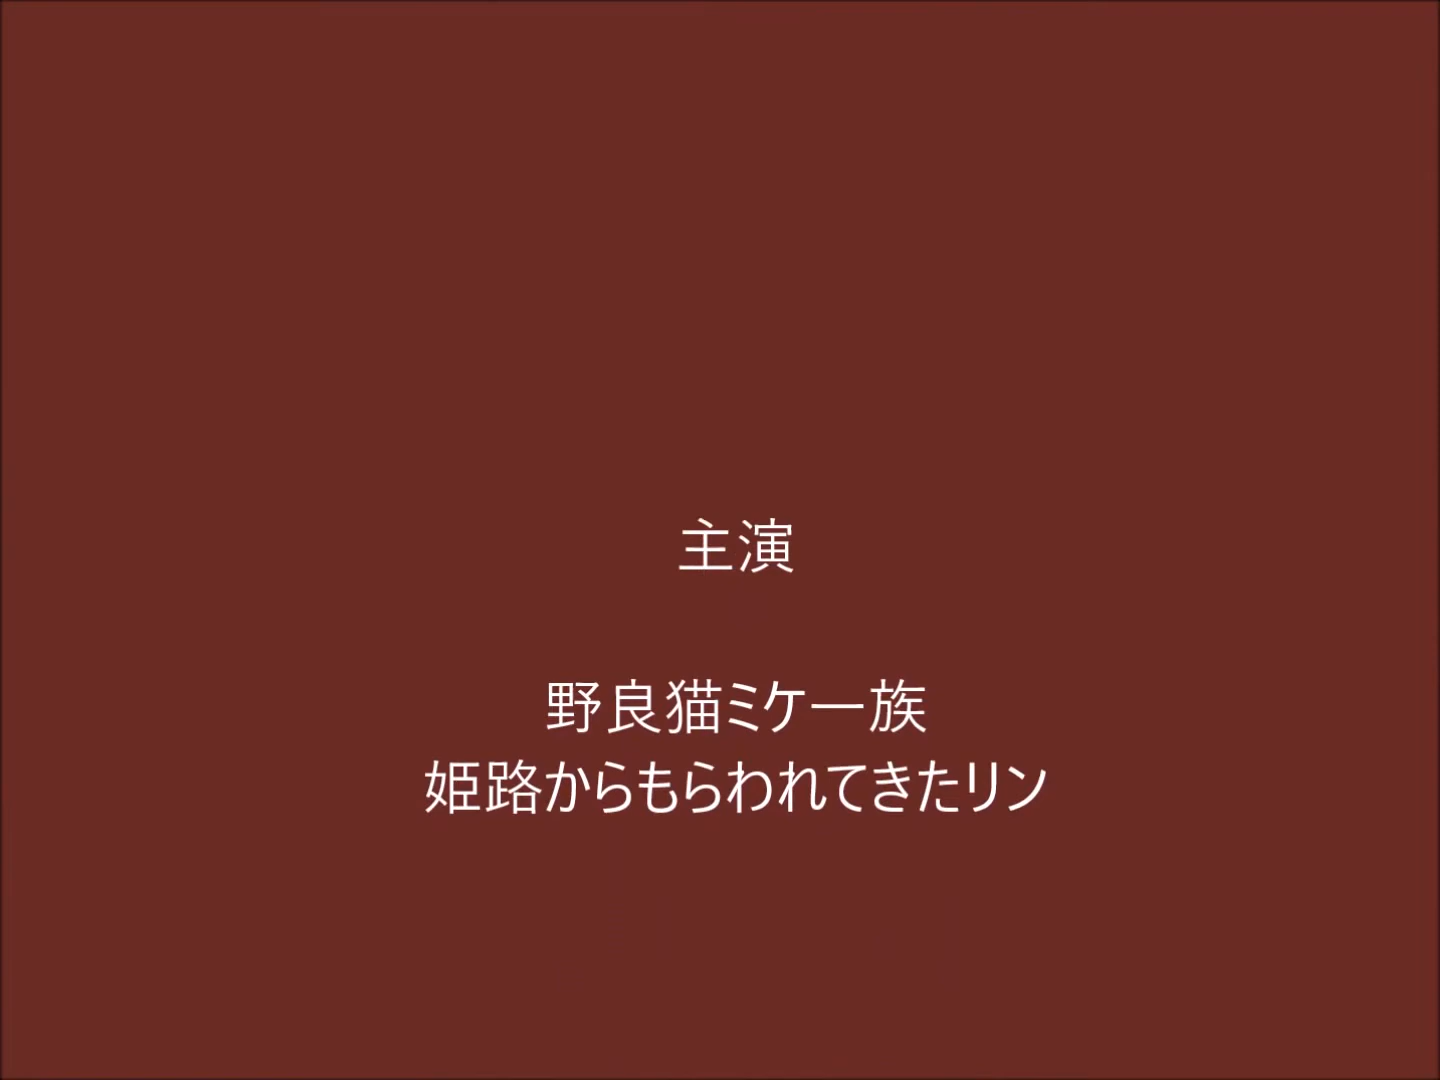 主演
野良猫ミケ一族
姫路からもらわれてきたリン